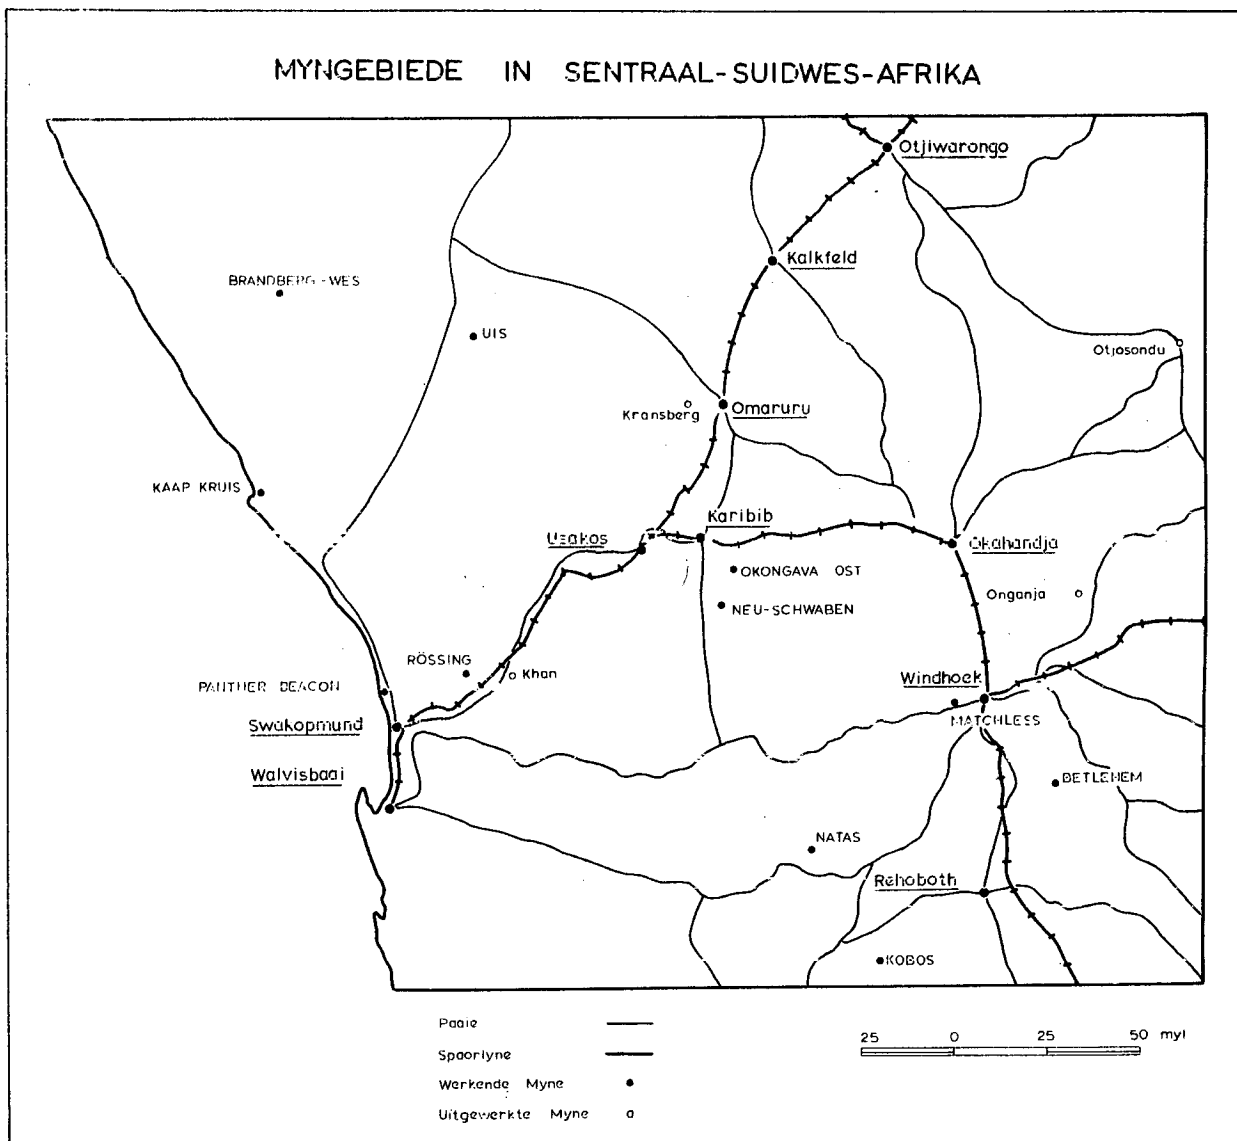 MYNGEBIEDE IN SENTRAAL-SUIDWES-AFRIKA
Otjiwarongo
Kalkfeld
BRANDBERG-WES
UIS
Otjosondu
Kransberg
Omaruru
KAAP KRUIS
Karibib
Usakos
Okahandja
OKONGAVA OST
Onganja
NEU-SCHWABEN
RÖSSING
Khan
Windhoek
PANTHER BEACON
MATCHLESS
Swakopmund
Walvisbaai
BETLEHEM
NATAS
Rehoboth
KOBOS
Paaie
Spoorlyne
Werkende Myne
Uitgewerkte Myne
25 0 25 50 myl